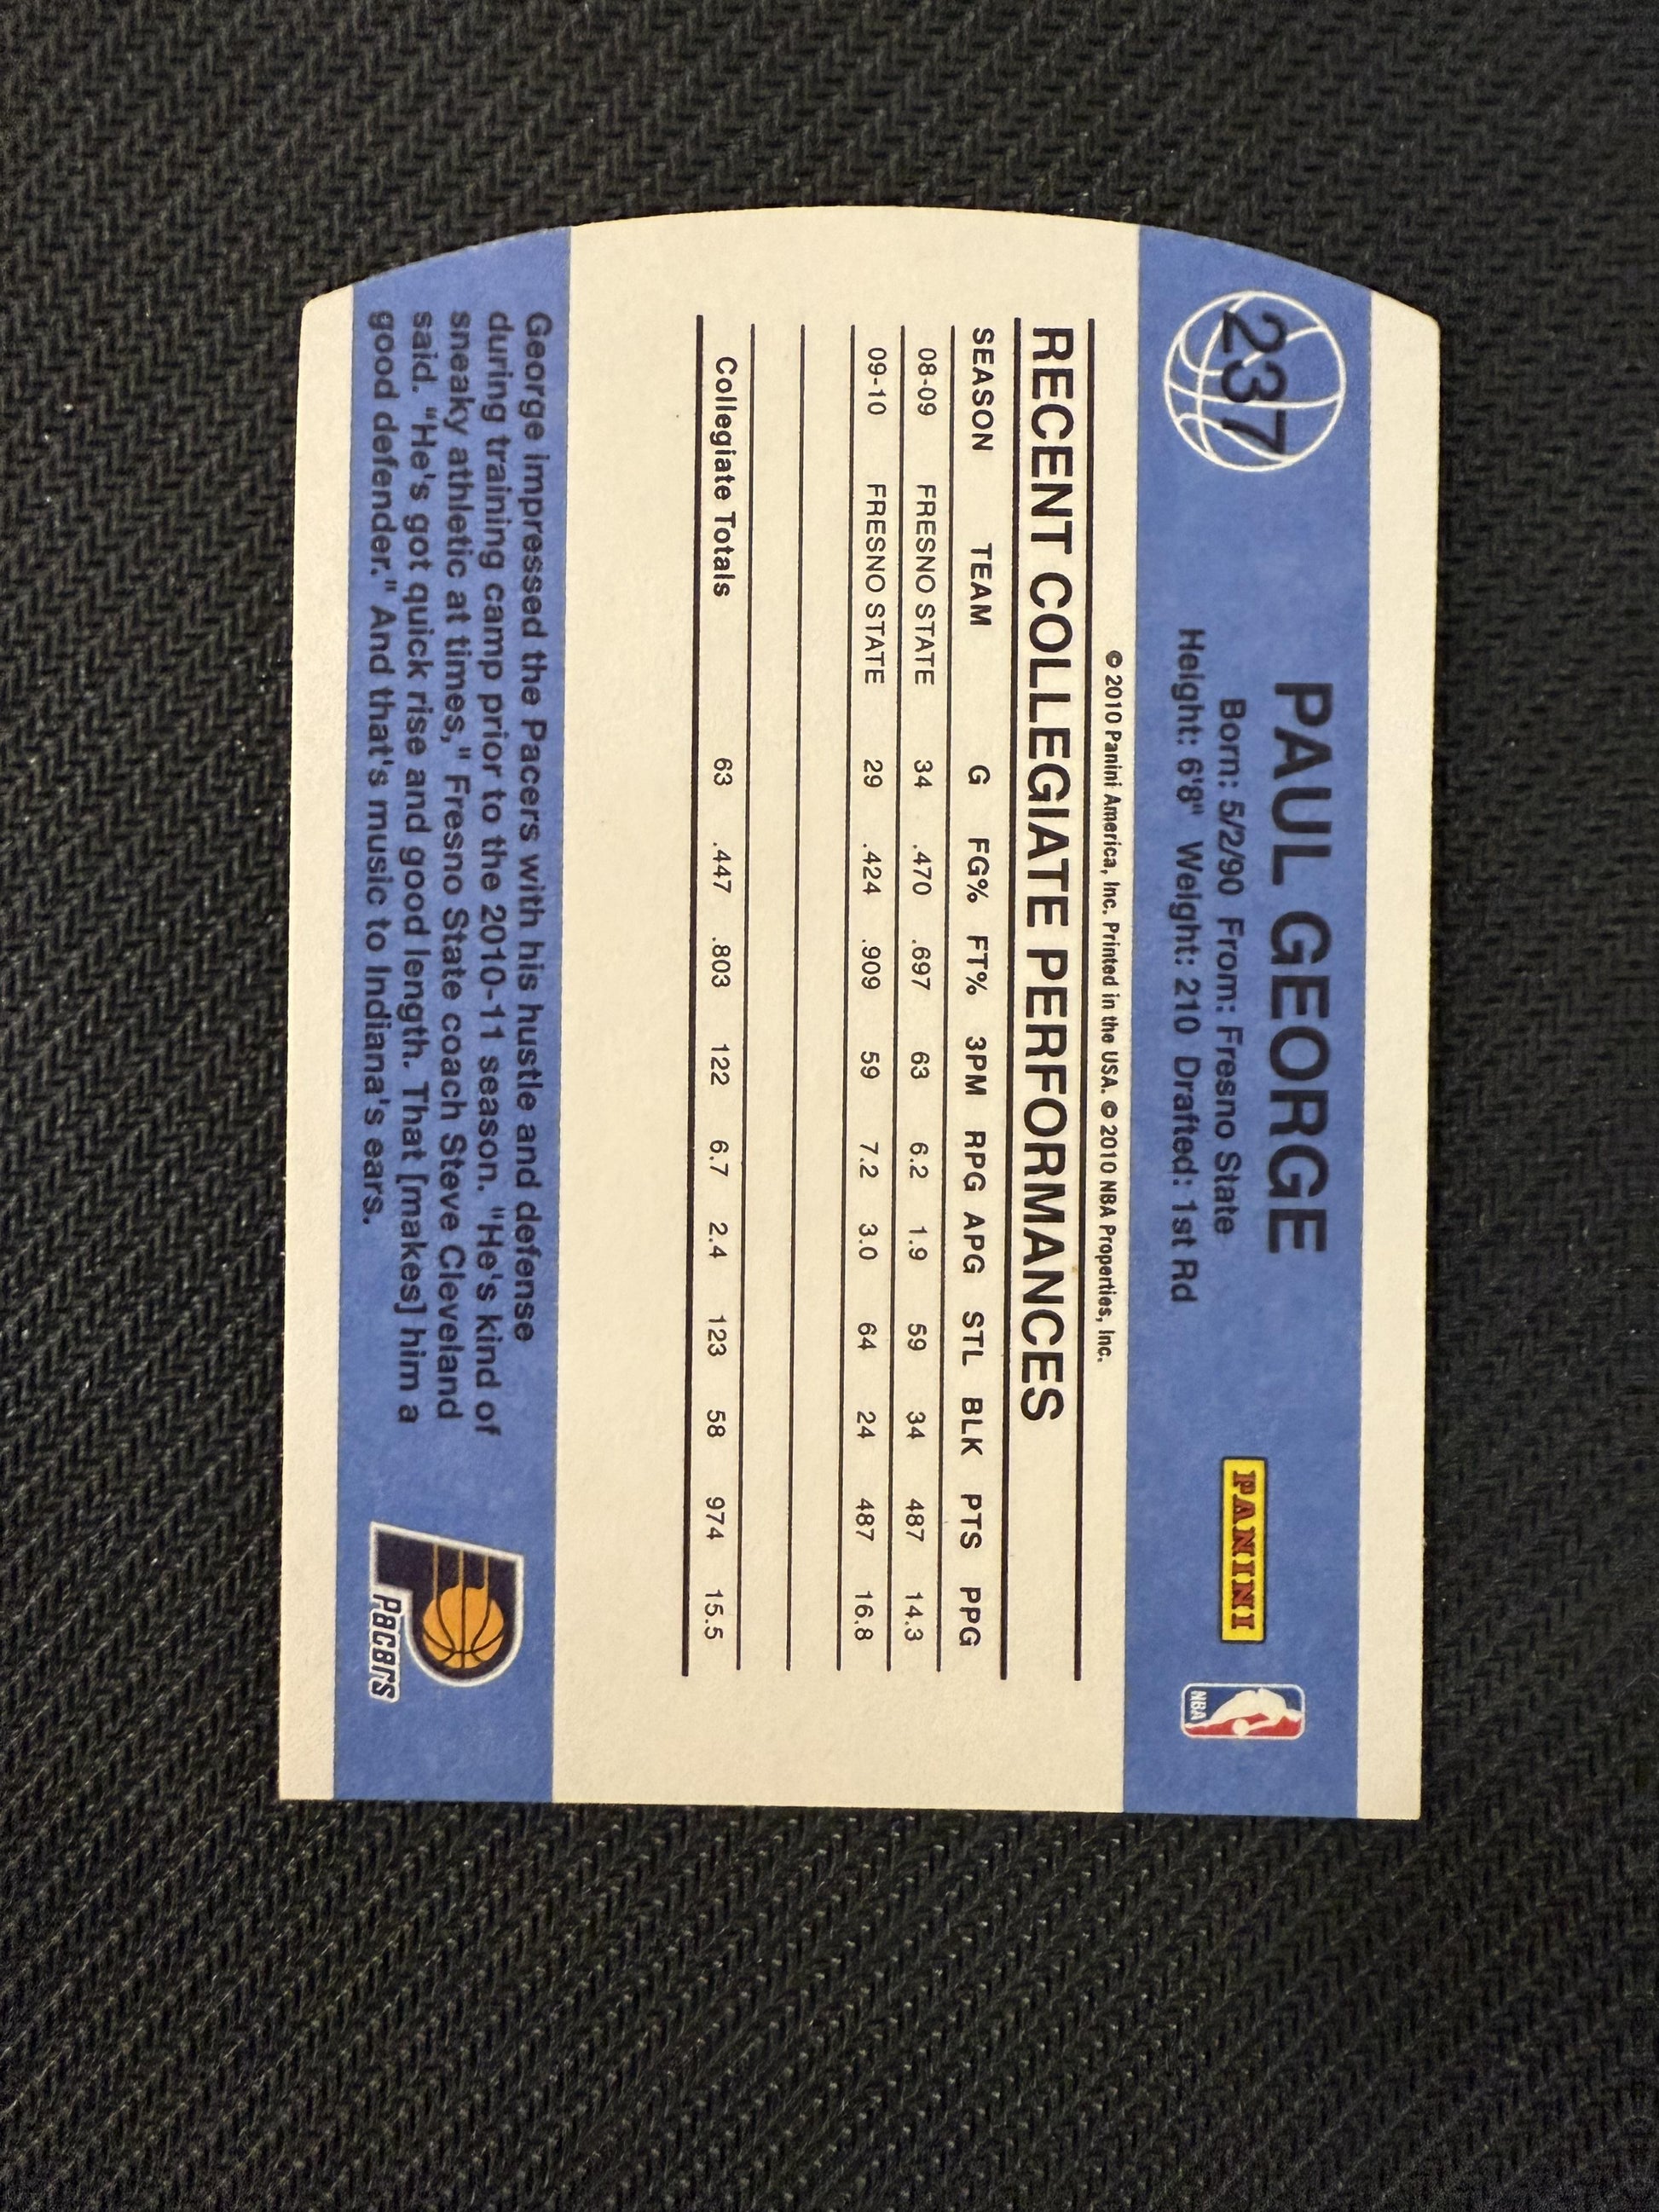 237
PAUL GEORGE
Born: 5/2/90 From: Fresno State
Height: 6'8" Weight: 210 Drafted: 1st Rd
PANINI
NBA
© 2010 Panini America, Inc. Printed in the USA. © 2010 NBA Properties, Inc.
RECENT COLLEGIATE PERFORMANCES
SEASON TEAM G FG% FT% 3PM RPG APG STL BLK PTS PPG
08-09 FRESNO STATE 34 .470 .697 63 6.2 1.9 59 34 487 14.3
09-10 FRESNO STATE 29 .424 .909 59 7.2 3.0 64 24 487 16.8
Collegiate Totals 63 .447 .803 122 6.7 2.4 123 58 974 15.5
George impressed the Pacers with his hustle and defense
during training camp prior to the 2010-11 season. "He's kind of
sneaky athletic at times," Fresno State coach Steve Cleveland
said. "He's got quick rise and good length. That [makes] him a
good defender." And that's music to Indiana's ears.
Pacers